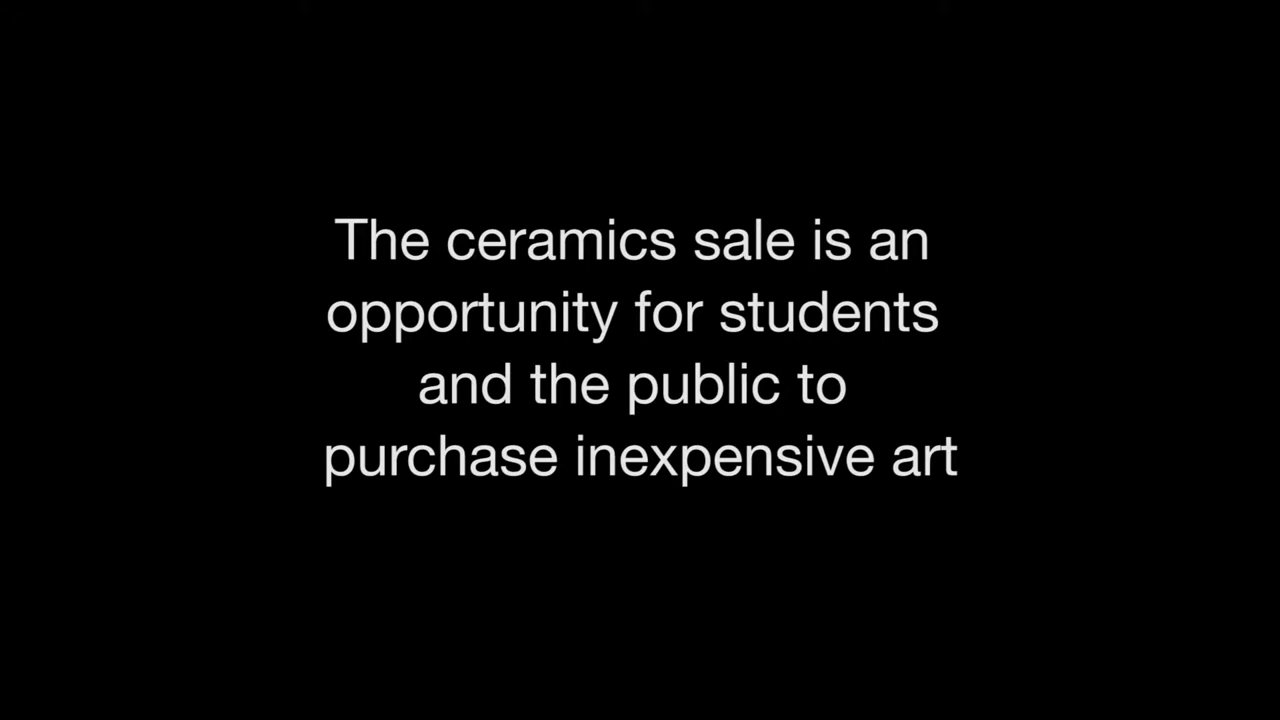 The ceramics sale is an
opportunity for students
and the public to
purchase inexpensive art